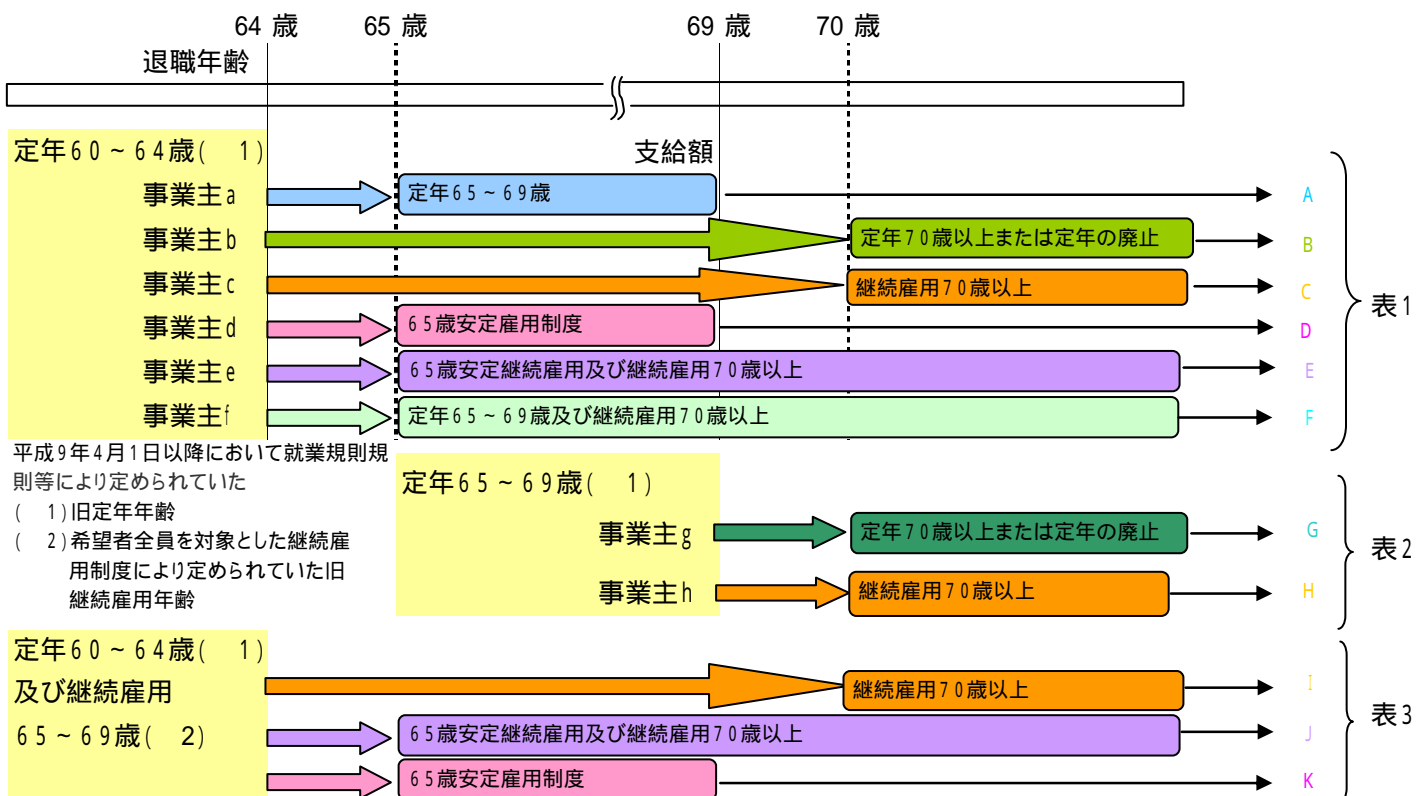 64 歳 65 歳 69 歳 70 歳
退職年齢
定年60~64歳( 1) 支給額
事業主a 定年65~69歳 A
事業主b 定年70歳以上または定年の廃止 B
事業主c 継続雇用70歳以上 C
事業主d 65歳安定雇用制度 D
事業主e 65歳安定継続雇用及び継続雇用70歳以上 E
事業主f 定年65~69歳及び継続雇用70歳以上 F
表1
平成9年4月1日以降において就業規則規
則等により定められていた
( 1)旧定年年齢
( 2)希望者全員を対象とした継続雇
用制度により定められていた旧
継続雇用年齢
定年65~69歳( 1)
事業主g 定年70歳以上または定年の廃止 G
事業主h 継続雇用70歳以上 H
表2
定年60~64歳( 1)
及び継続雇用
65~69歳( 2)
継続雇用70歳以上 I
65歳安定継続雇用及び継続雇用70歳以上 J
65歳安定雇用制度 K
表3